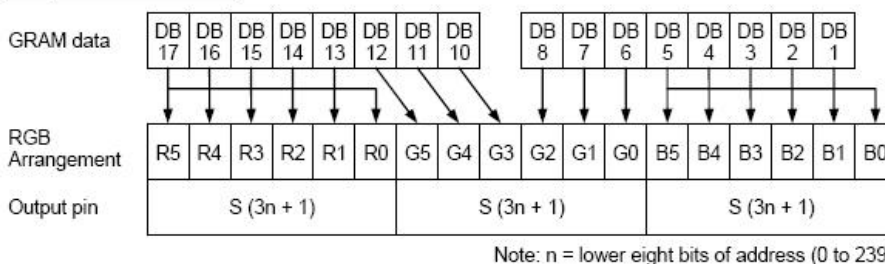 GRAM data DB 17 DB 16 DB 15 DB 14 DB 13 DB 12 DB 11 DB 10 DB 8 DB 7 DB 6 DB 5 DB 4 DB 3 DB 2 DB 1
RGB Arrangement R5 R4 R3 R2 R1 R0 G5 G4 G3 G2 G1 G0 B5 B4 B3 B2 B1 B0
Output pin S (3n + 1) S (3n + 1) S (3n + 1)
Note: n = lower eight bits of address (0 to 239